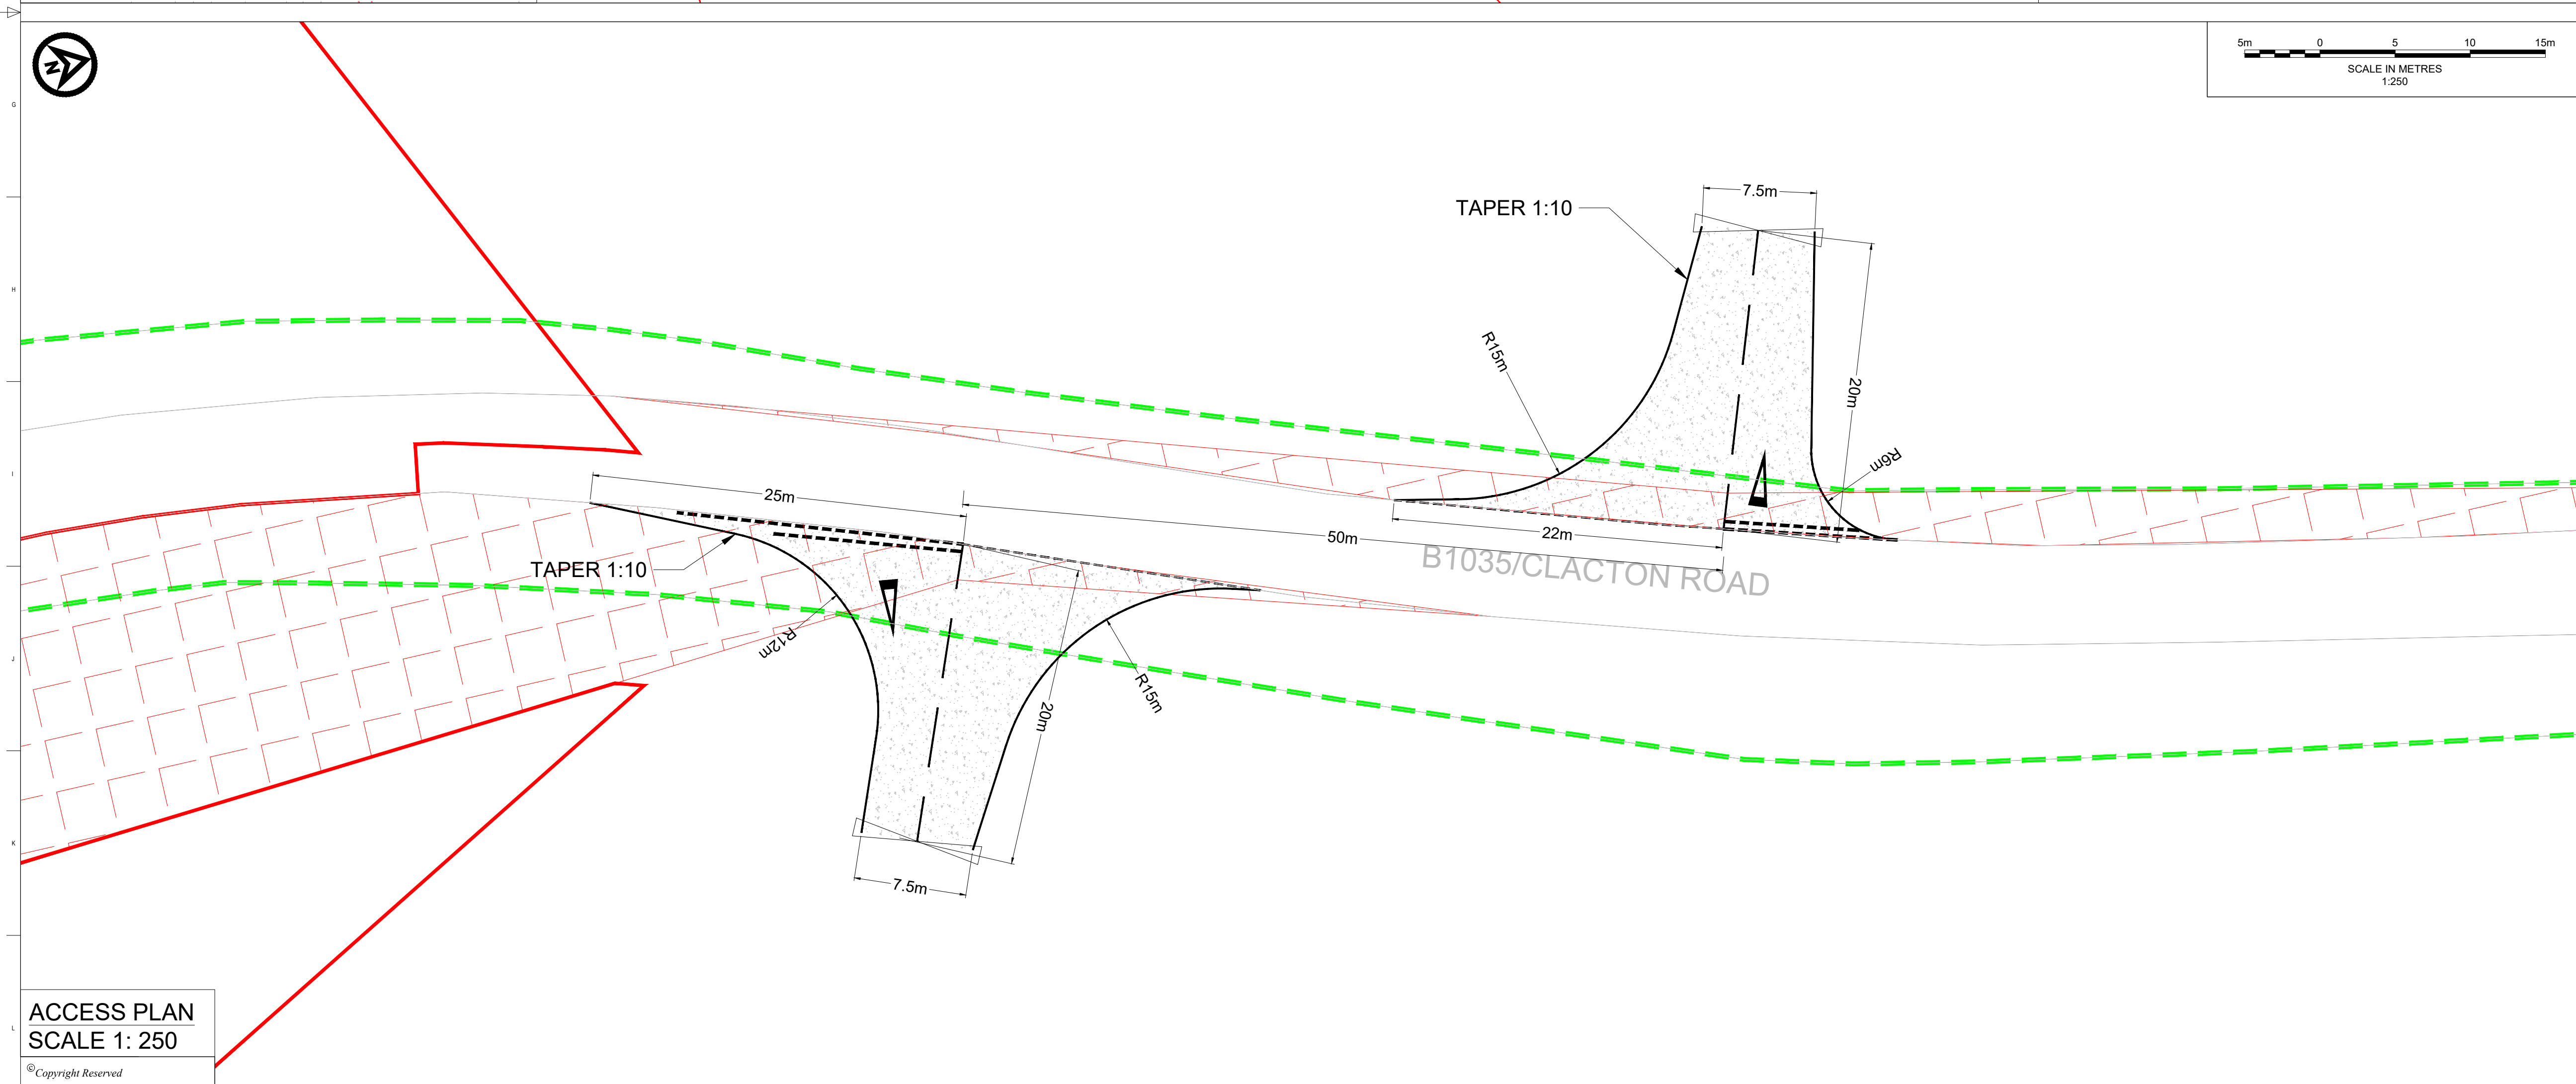 N
5m 0 5 10 15m
SCALE IN METRES
1:250
G
H
I
J
K
L
7.5m
TAPER 1:10
R15m
20m
R6m
25m
50m
22m
B1035/CLACTON ROAD
TAPER 1:10
R12m
R15m
20m
7.5m
ACCESS PLAN
SCALE 1: 250
©Copyright Reserved